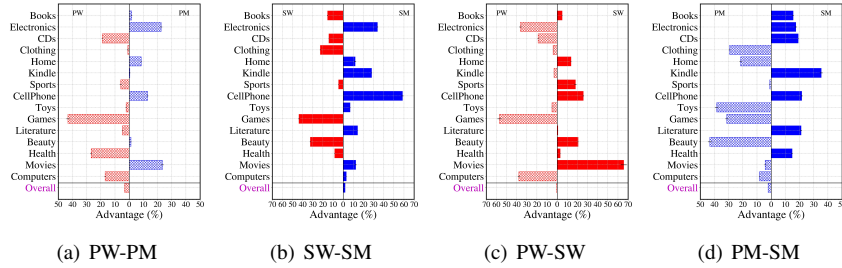 PW PM
Books
Electronics
CDs
Clothing
Home
Kindle
Sports
CellPhone
Toys
Games
Literature
Beauty
Health
Movies
Computers
Overall
50 40 30 20 10 0 10 20 30 40 50
Advantage (%)
(a) PW-PM
SW SM
Books
Electronics
CDs
Clothing
Home
Kindle
Sports
CellPhone
Toys
Games
Literature
Beauty
Health
Movies
Computers
Overall
70 60 50 40 30 20 10 0 10 20 30 40 50 60 70
Advantage (%)
(b) SW-SM
PW SW
Books
Electronics
CDs
Clothing
Home
Kindle
Sports
CellPhone
Toys
Games
Literature
Beauty
Health
Movies
Computers
Overall
70 60 50 40 30 20 10 0 10 20 30 40 50 60 70
Advantage (%)
(c) PW-SW
PM SM
Books
Electronics
CDs
Clothing
Home
Kindle
Sports
CellPhone
Toys
Games
Literature
Beauty
Health
Movies
Computers
Overall
50 40 30 20 10 0 10 20 30 40 50
Advantage (%)
(d) PM-SM